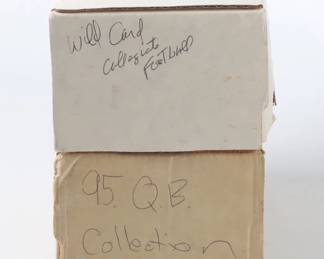 Wild Card
Collegiate
Football
95 Q.B.
Collection